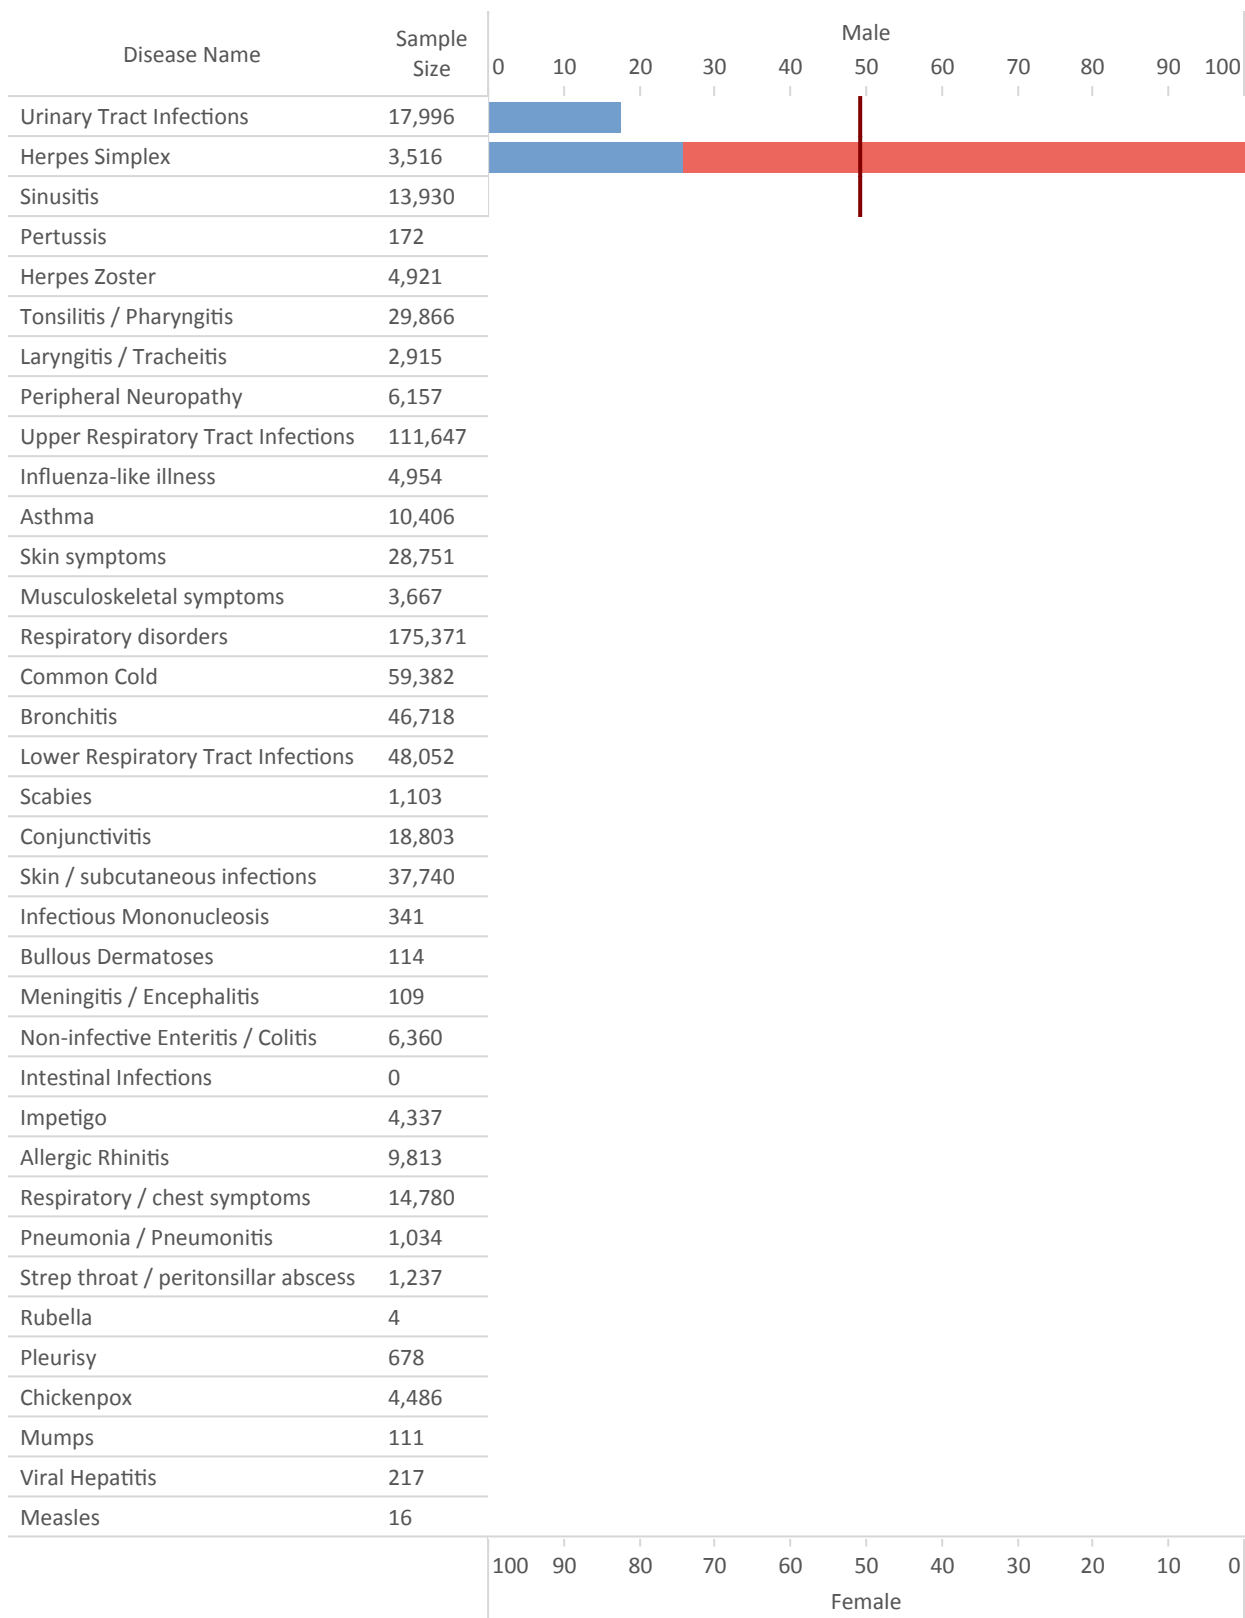 Male
Disease Name Sample Size
0 10 20 30 40 50 60 70 80 90 100
Urinary Tract Infections 17,996
Herpes Simplex 3,516
Sinusitis 13,930
Pertussis 172
Herpes Zoster 4,921
Tonsilitis / Pharyngitis 29,866
Laryngitis / Tracheitis 2,915
Peripheral Neuropathy 6,157
Upper Respiratory Tract Infections 111,647
Influenza-like illness 4,954
Asthma 10,406
Skin symptoms 28,751
Musculoskeletal symptoms 3,667
Respiratory disorders 175,371
Common Cold 59,382
Bronchitis 46,718
Lower Respiratory Tract Infections 48,052
Scabies 1,103
Conjunctivitis 18,803
Skin / subcutaneous infections 37,740
Infectious Mononucleosis 341
Bullous Dermatoses 114
Meningitis / Encephalitis 109
Non-infective Enteritis / Colitis 6,360
Intestinal Infections 0
Impetigo 4,337
Allergic Rhinitis 9,813
Respiratory / chest symptoms 14,780
Pneumonia / Pneumonitis 1,034
Strep throat / peritonsillar abscess 1,237
Rubella 4
Pleurisy 678
Chickenpox 4,486
Mumps 111
Viral Hepatitis 217
Measles 16
100 90 80 70 60 50 40 30 20 10 0
Female